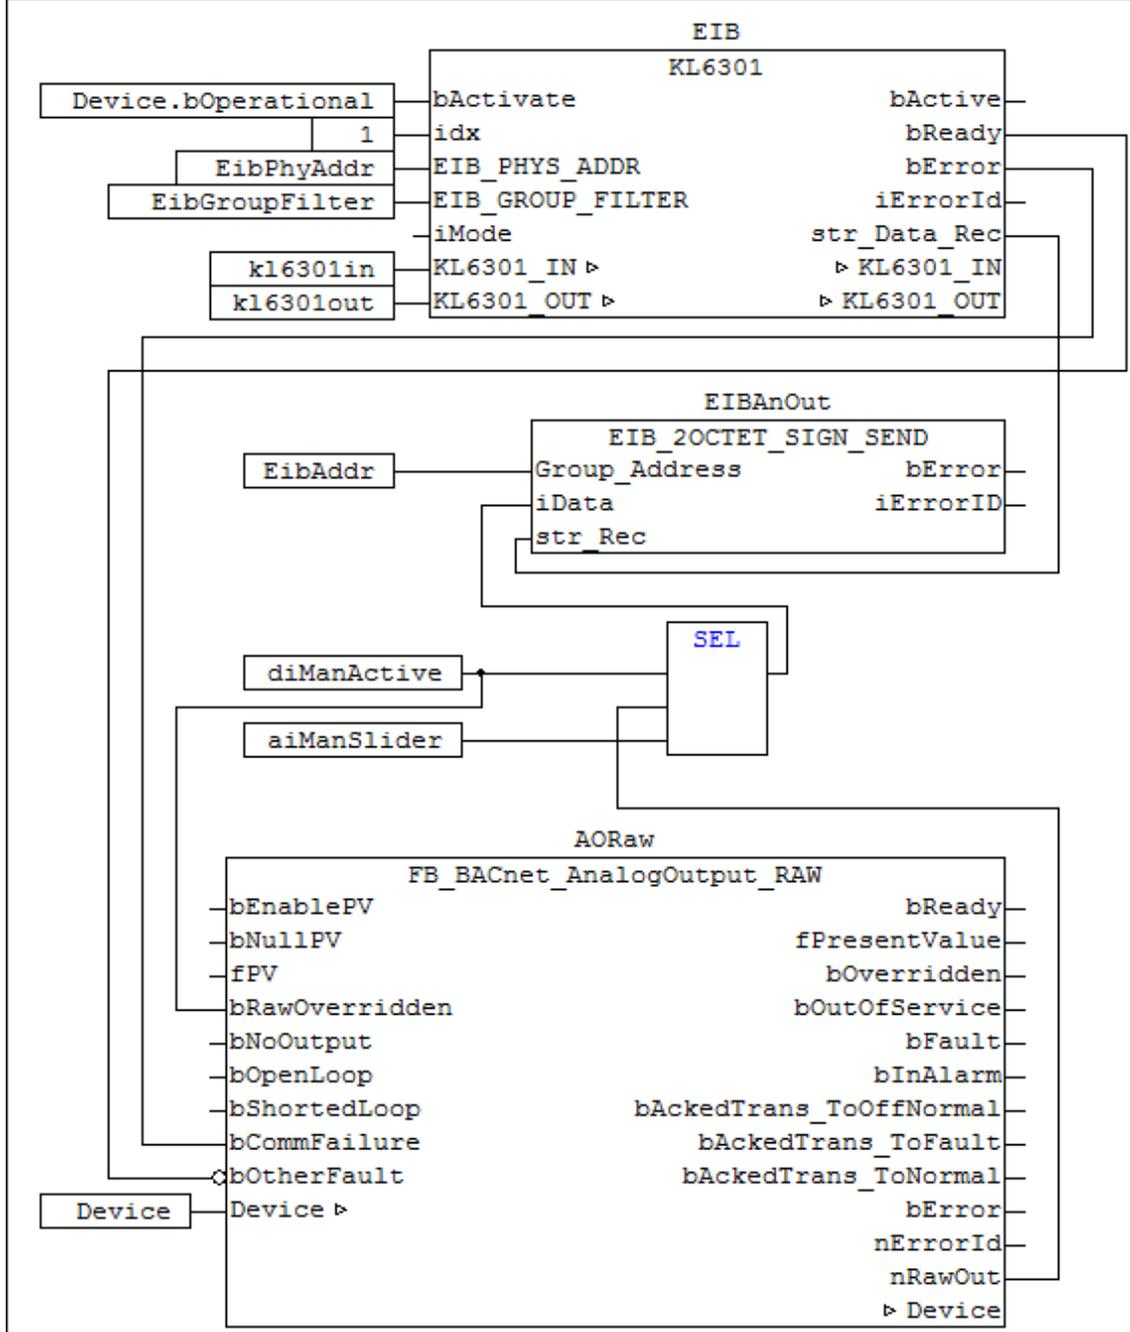 EIB
KL6301
Device.bOperational bActivate bActive
1 idx bReady
EibPhyAddr EIB_PHYS_ADDR bError
EibGroupFilter EIB_GROUP_FILTER iErrorId
iMode str_Data_Rec
kl6301in KL6301_IN ▹ ▹ KL6301_IN
kl6301out KL6301_OUT ▹ ▹ KL6301_OUT
EIBAnOut
EIB_2OCTET_SIGN_SEND
EibAddr Group_Address bError
iData iErrorID
str_Rec
SEL
diManActive
aiManSlider
AORaw
FB_BACnet_AnalogOutput_RAW
bEnablePV bReady
bNullPV fPresentValue
fPV bOverridden
bRawOverridden bOutOfService
bNoOutput bFault
bOpenLoop bInAlarm
bShortedLoop bAckedTrans_ToOffNormal
bCommFailure bAckedTrans_ToFault
bOtherFault bAckedTrans_ToNormal
Device Device ▹ bError
nErrorId
nRawOut
▹ Device